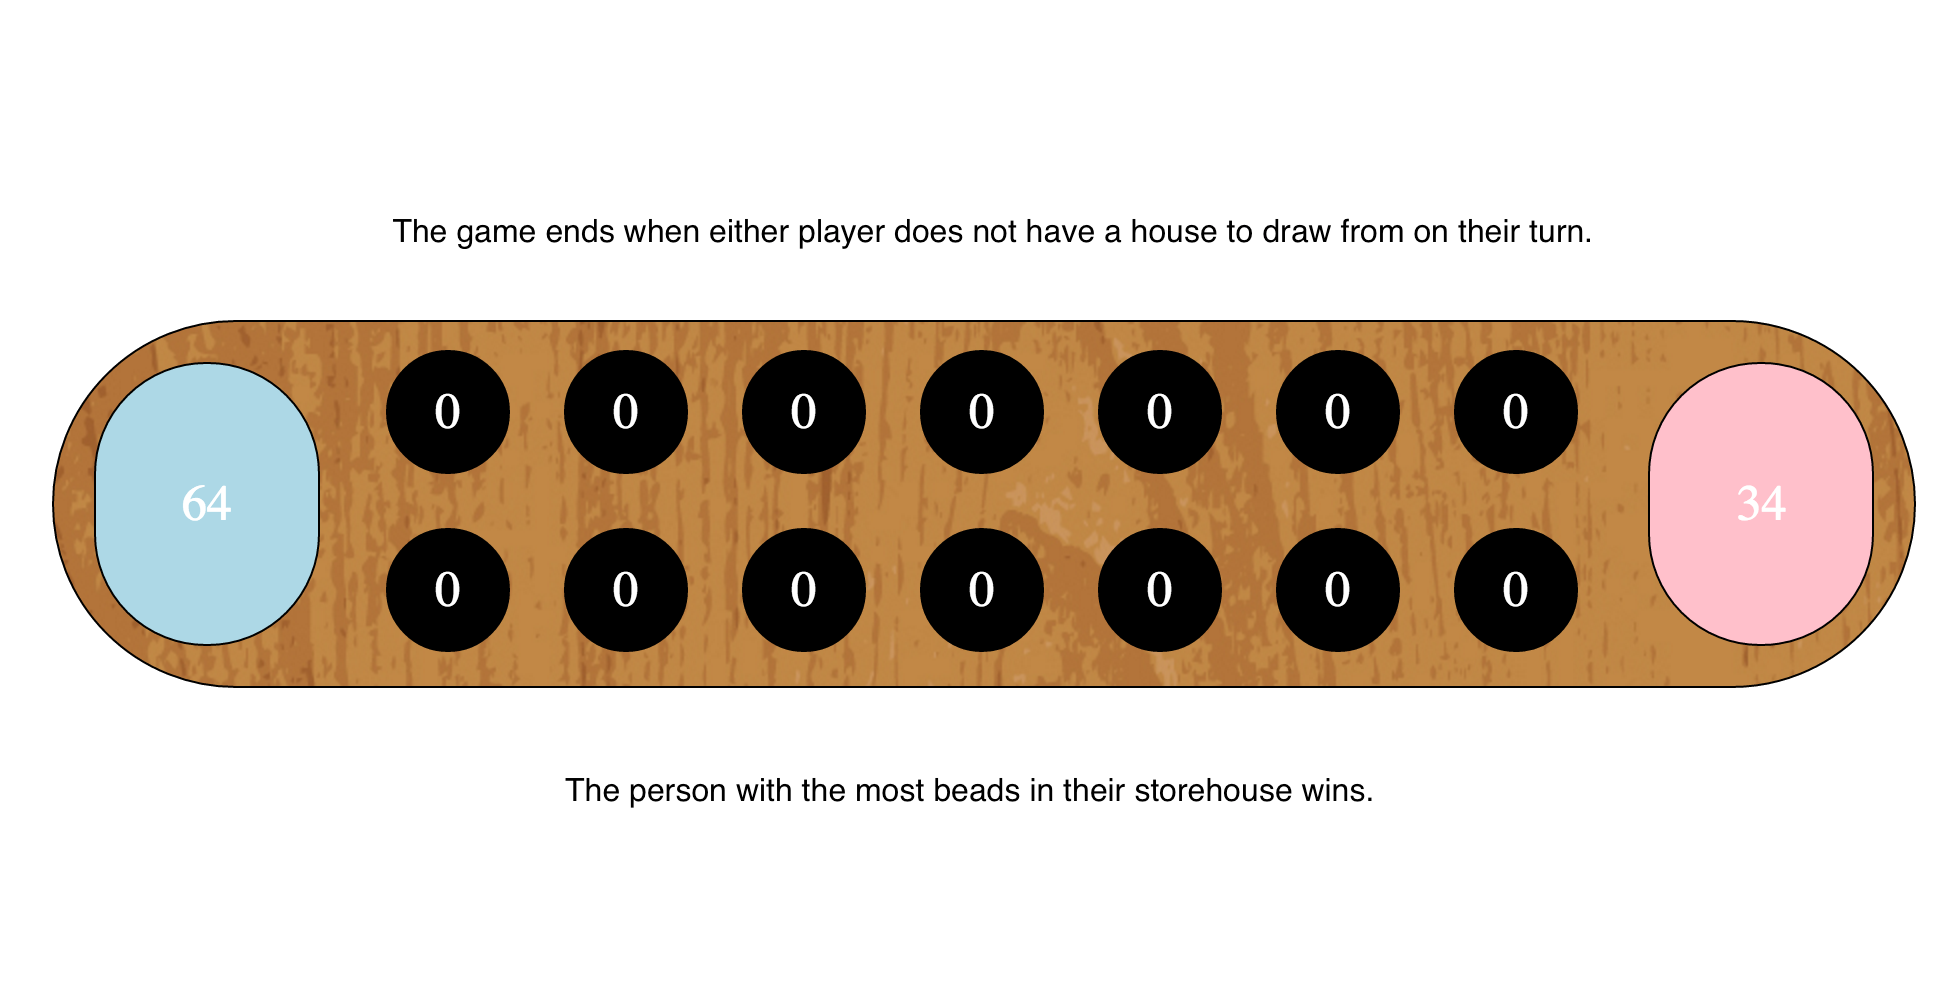 The game ends when either player does not have a house to draw from on their turn.
0 0 0 0 0 0 0
64 34
0 0 0 0 0 0 0
The person with the most beads in their storehouse wins.